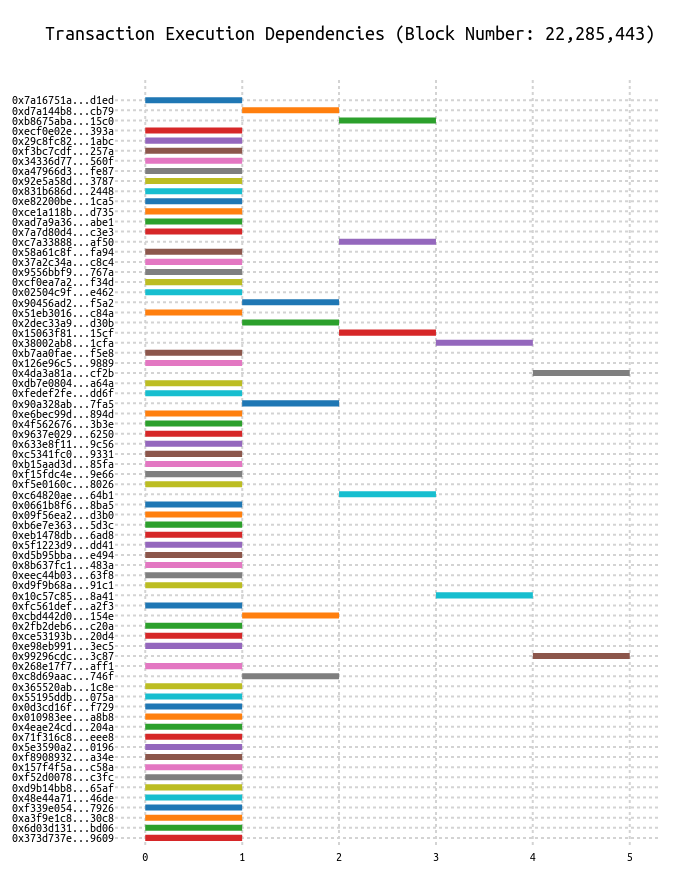 Transaction Execution Dependencies (Block Number: 22,285,443)
0x7a16751a...d1ed
0xd7a144b8...cb79
0xb8675aba...15c0
0xecf0e02e...393a
0x29c8fc82...1abc
0xf3bc7cdf...257a
0x34336d77...560f
0xa47966d3...fe87
0x92e5a58d...3787
0x831b686d...2448
0xe82200be...1ca5
0xce1a118b...d735
0xad7a9a36...abe1
0x7a7d80d4...c3e3
0xc7a33888...af50
0x58a61c8f...fa94
0x37a2c34a...c8c4
0x9556bbf9...767a
0xcf0ea7a2...f34d
0x02504c9f...e462
0x90456ad2...f5a2
0x51eb3016...c84a
0x2dec33a9...d30b
0x15063f81...15cf
0x38002ab8...1cfa
0xb7aa0fae...f5e8
0x126e96c5...9889
0x4da3a81a...cf2b
0xdb7e0804...a64a
0xfedef2fe...dd6f
0x90a328ab...7fa5
0xe6bec99d...894d
0x4f562676...3b3e
0x9637e029...6250
0x633e8f11...9c56
0xc5341fc0...9331
0xb15aad3d...85fa
0xf15fdc4e...9e66
0xf5e0160c...8026
0xc64820ae...64b1
0x0661b8f6...8ba5
0x09f56ea2...d3b0
0xb6e7e363...5d3c
0xeb1478db...6ad8
0x5f1223d9...dd41
0xd5b95bba...e494
0x8b637fc1...483a
0xeec44b03...63f8
0xd9f9b68a...91c1
0x10c57c85...8a41
0xfc561def...a2f3
0xcbd442d0...154e
0x2fb2deb6...c20a
0xce53193b...20d4
0xe98eb991...3ec5
0x99296cdc...3c87
0x268e17f7...aff1
0xc8d69aac...746f
0x365520ab...1c8e
0x55195ddb...075a
0x0d3cd16f...f729
0x010983ee...a8b8
0x4eae24cd...204a
0x71f316c8...eee8
0x5e3590a2...0196
0xf8908932...a34e
0x157f4f5a...c58a
0xf52d0078...c3fc
0xd9b14bb8...65af
0x48e44a71...46de
0xf339e054...7926
0xa3f9e1c8...30c8
0x6d03d131...bd06
0x373d737e...9609
0 1 2 3 4 5